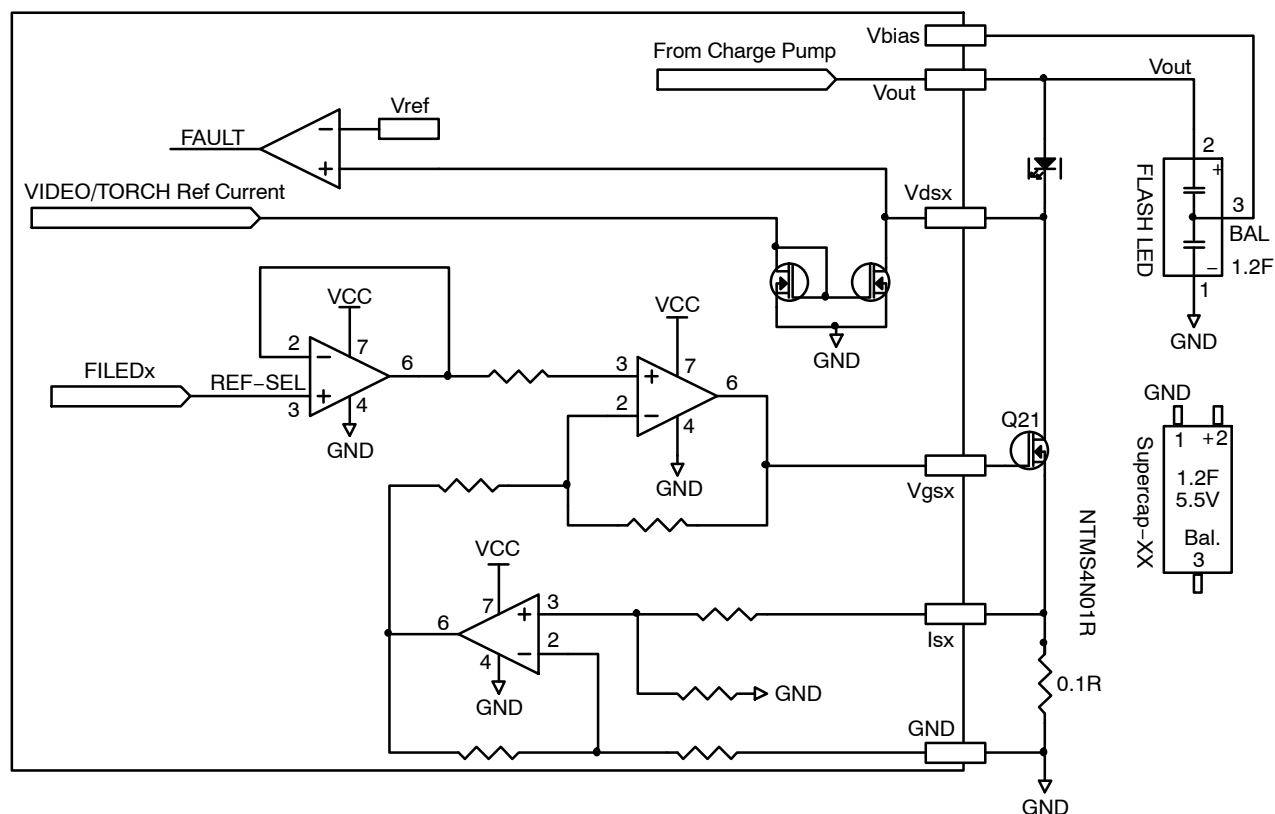 Vbias
From Charge Pump
Vout
Vout
Vref
FAULT
VIDEO/TORCH Ref Current
Vdsx
2
+
3
BAL
1.2F
−
1
FLASH LED
GND
GND
VCC
2
−
7
6
3
+
4
GND
FlLEDx
REF−SEL
VCC
3
+
7
6
2
−
4
GND
Q21
Vgsx
NTMS4N01R
GND
1
+2
1.2F
5.5V
Bal.
3
Supercap−XX
VCC
7
+
3
6
−
2
4
GND
Isx
GND
0.1R
GND
GND